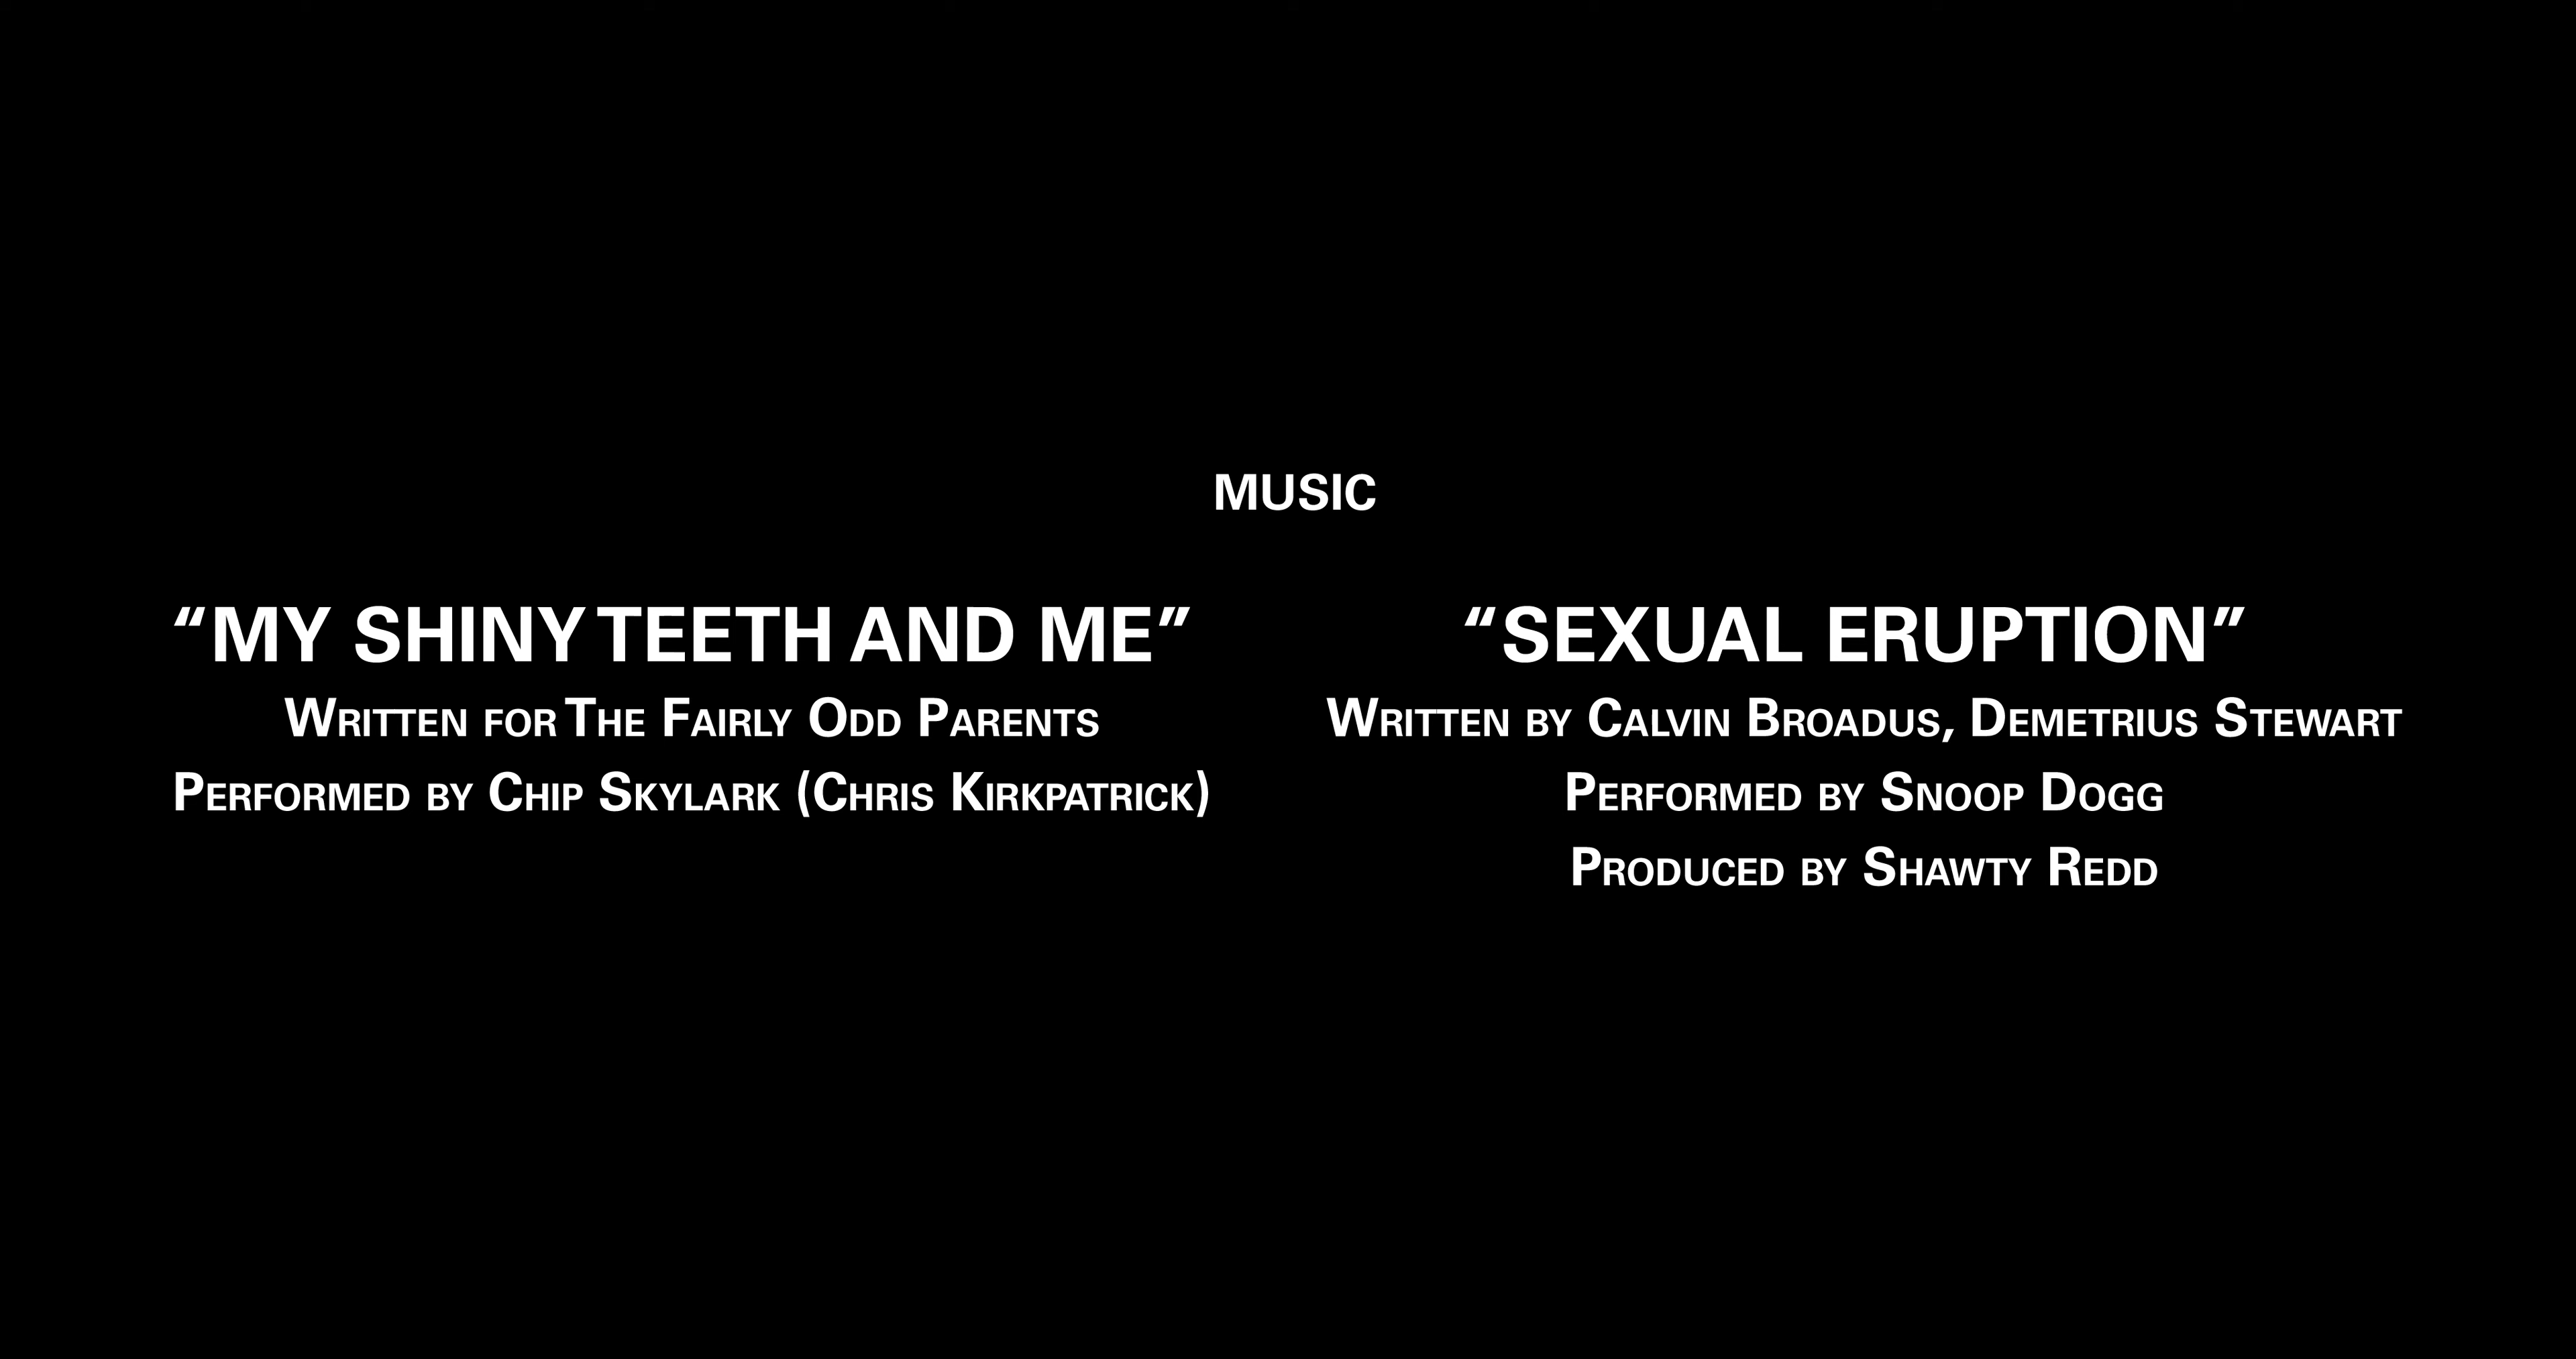 MUSIC
“MY SHINY TEETH AND ME”
Written for The Fairly Odd Parents
Performed by Chip Skylark (Chris Kirkpatrick)
“SEXUAL ERUPTION”
Written by Calvin Broadus, Demetrius Stewart
Performed by Snoop Dogg
Produced by Shawty Redd